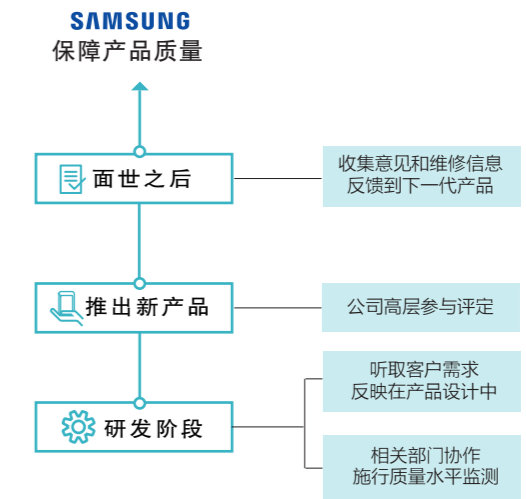 SAMSUNG
保障产品质量
面世之后
收集意见和维修信息
反馈到下一代产品
推出新产品
公司高层参与评定
研发阶段
听取客户需求
反映在产品设计中
相关部门协作
施行质量水平监测